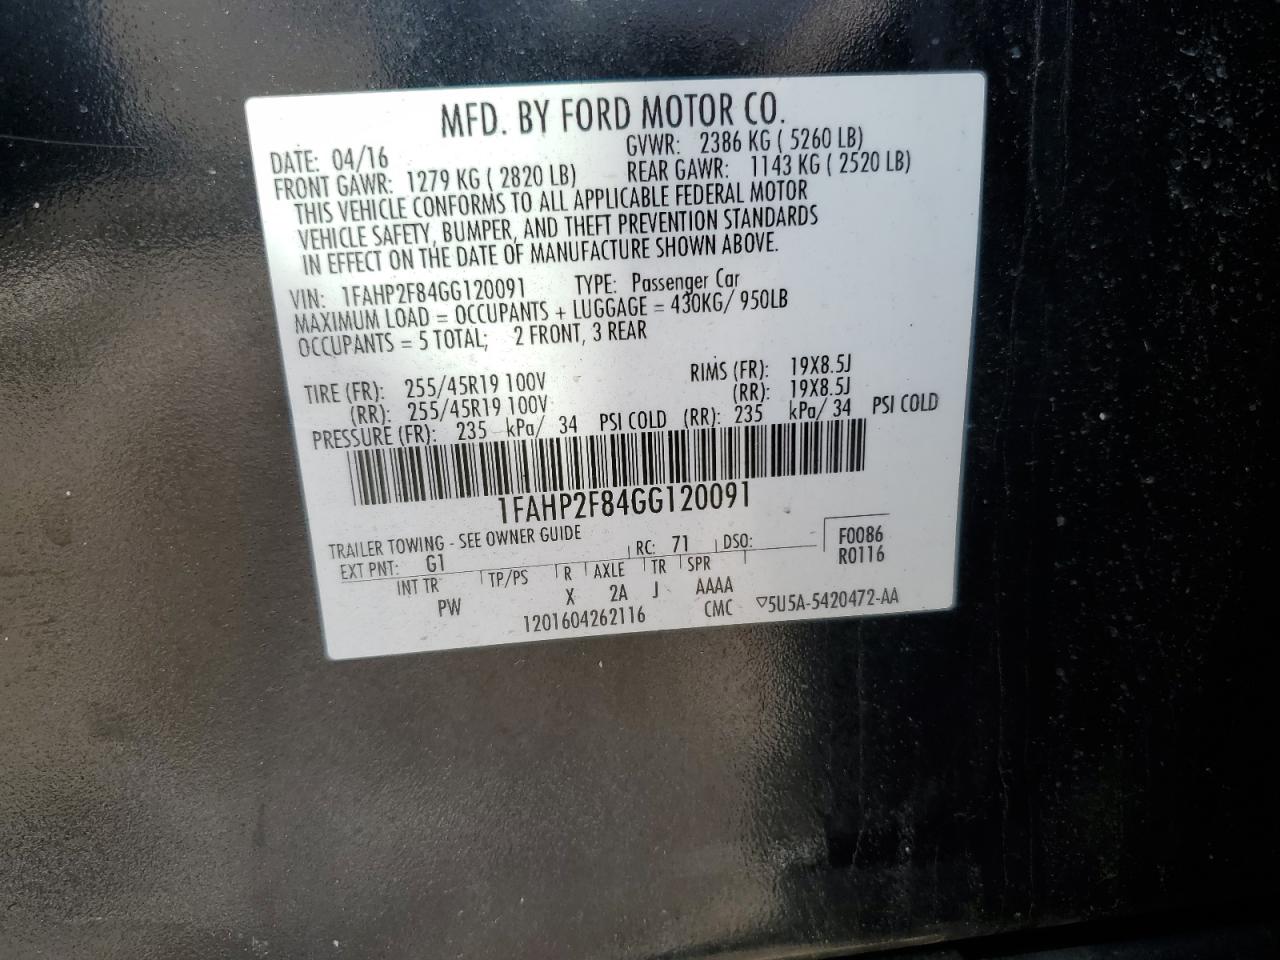 MFD. BY FORD MOTOR CO.
DATE: 04/16 GVWR: 2386 KG ( 5260 LB)
FRONT GAWR: 1279 KG ( 2820 LB) REAR GAWR: 1143 KG ( 2520 LB)
THIS VEHICLE CONFORMS TO ALL APPLICABLE FEDERAL MOTOR
VEHICLE SAFETY, BUMPER, AND THEFT PREVENTION STANDARDS
IN EFFECT ON THE DATE OF MANUFACTURE SHOWN ABOVE.
VIN: 1FAHP2F84GG120091 TYPE: Passenger Car
MAXIMUM LOAD = OCCUPANTS + LUGGAGE = 430KG/ 950LB
OCCUPANTS = 5 TOTAL; 2 FRONT, 3 REAR
TIRE (FR): 255/45R19 100V RIMS (FR): 19X8.5J
(RR): 255/45R19 100V (RR): 19X8.5J
PRESSURE (FR): 235 kPa/ 34 PSI COLD (RR): 235 kPa/ 34 PSI COLD
1FAHP2F84GG120091
TRAILER TOWING - SEE OWNER GUIDE
EXT PNT: G1 RC: 71 DSO: F0086
R0116
INT TR TP/PS R AXLE TR SPR
PW X 2A J AAAA
1201604262116 CMC ▽5U5A-5420472-AA